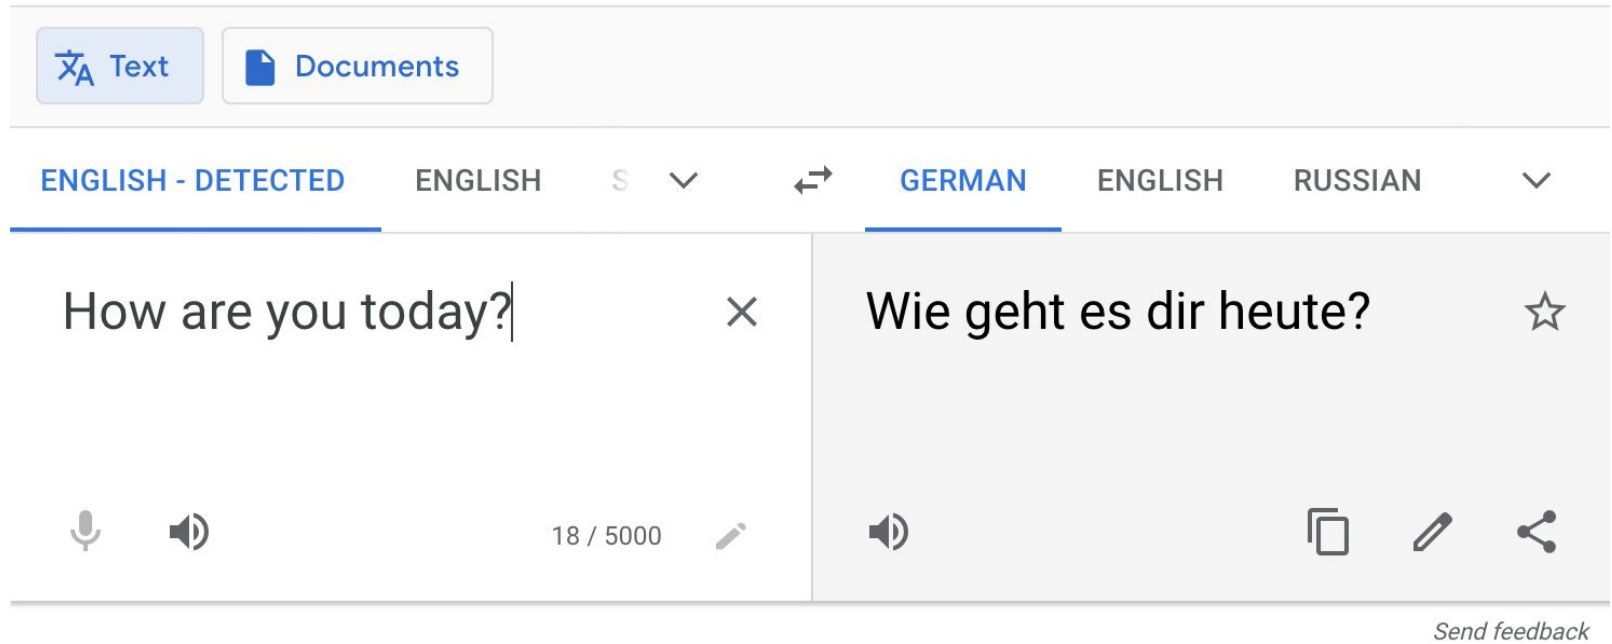 Text Documents
ENGLISH - DETECTED ENGLISH S GERMAN ENGLISH RUSSIAN
How are you today? Wie geht es dir heute?
18 / 5000
Send feedback